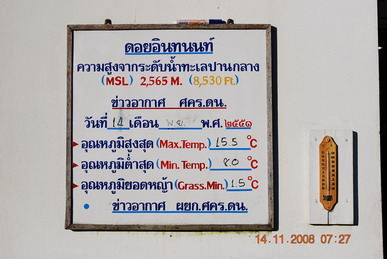 ดอยอินทนนท์
ความสูงจากระดับน้ำทะเลปานกลาง
(MSL) 2,565 M. (8,530 Ft.)
ข่าวอากาศ ศคร.ดน.
วันที่ 14 เดือน พ.ย. พ.ศ. ๒๕๕๑
อุณหภูมิสูงสุด (Max.Temp.) 15.5 °C
อุณหภูมิต่ำสุด (Min. Temp.) 8.0 °C
อุณหภูมิยอดหญ้า (Grass.Min.) 1.5 °C
ข่าวอากาศ ผยก.ศคร.ดน.
14.11.2008 07:27